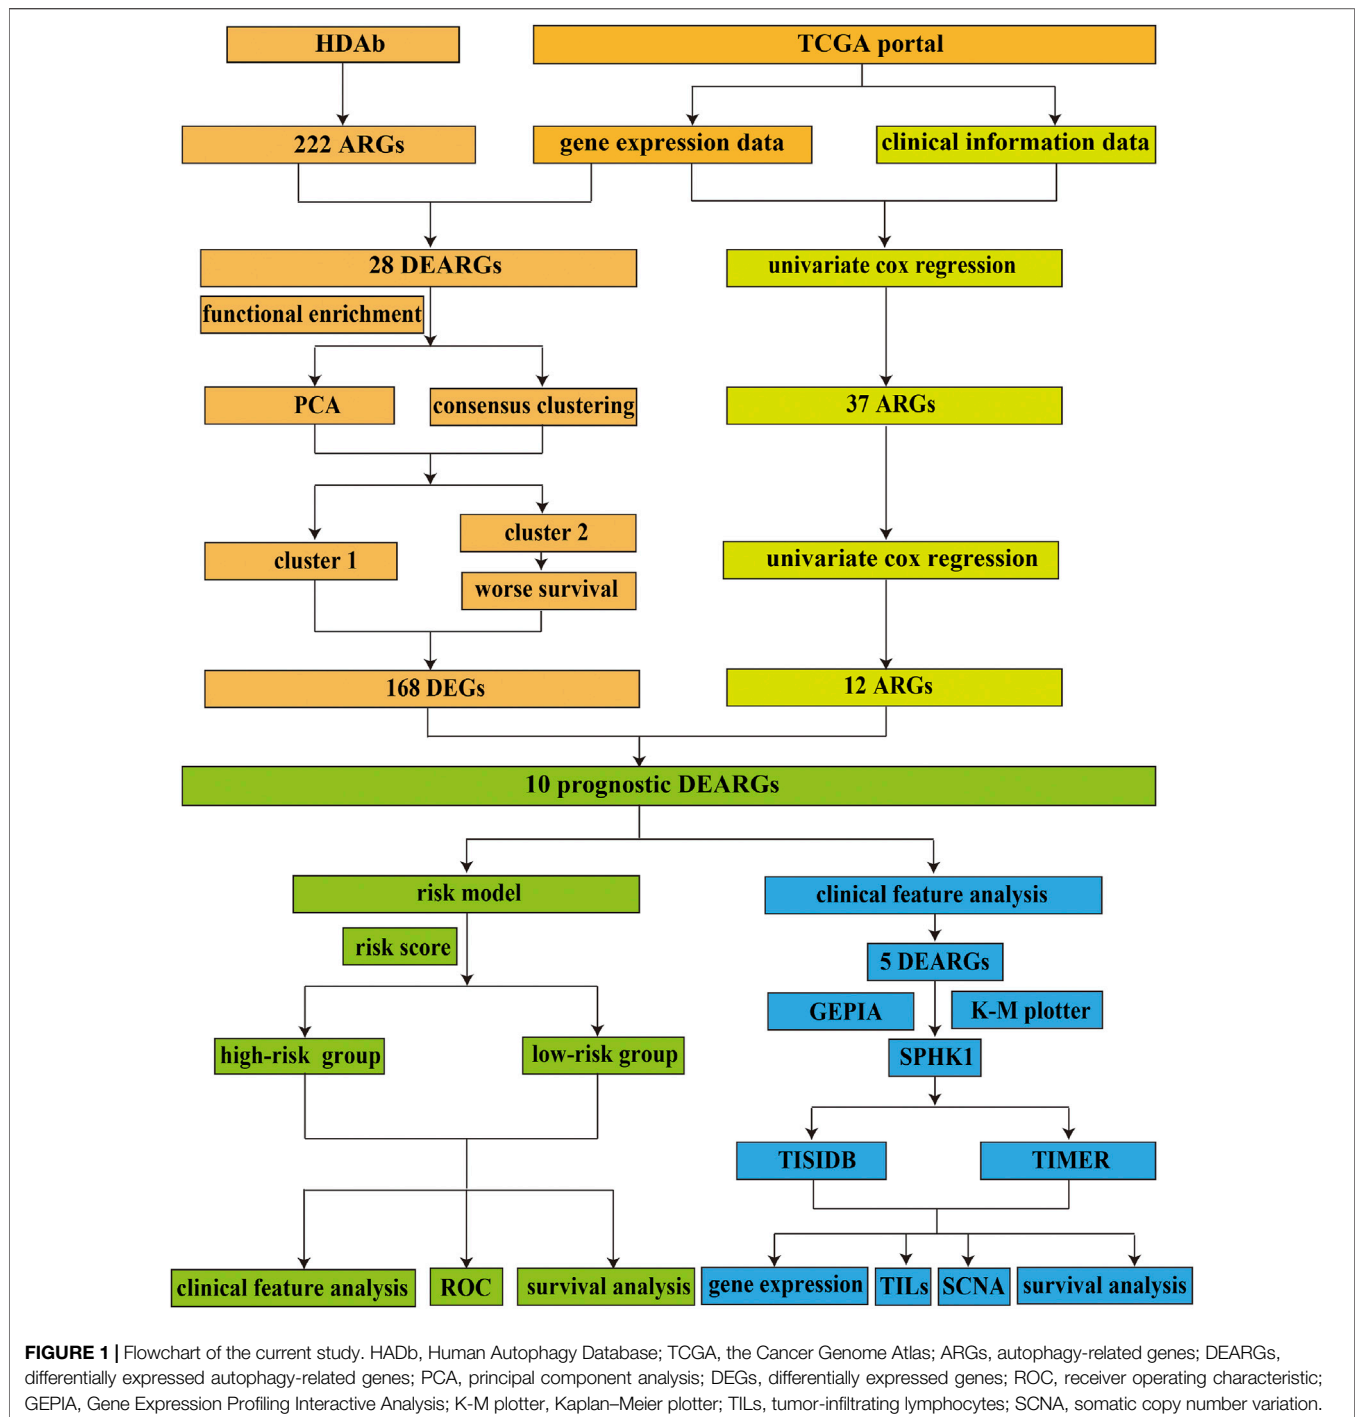 HDAb
TCGA portal
222 ARGs
gene expression data
clinical information data
28 DEARGs
univariate cox regression
functional enrichment
PCA
consensus clustering
37 ARGs
cluster 1
cluster 2
worse survival
univariate cox regression
168 DEGs
12 ARGs
10 prognostic DEARGs
risk model
clinical feature analysis
risk score
5 DEARGs
GEPIA
K-M plotter
high-risk group
low-risk group
SPHK1
TISIDB
TIMER
clinical feature analysis
ROC
survival analysis
gene expression
TILs
SCNA
survival analysis
FIGURE 1 | Flowchart of the current study. HADb, Human Autophagy Database; TCGA, the Cancer Genome Atlas; ARGs, autophagy-related genes; DEARGs,
differentially expressed autophagy-related genes; PCA, principal component analysis; DEGs, differentially expressed genes; ROC, receiver operating characteristic;
GEPIA, Gene Expression Profiling Interactive Analysis; K-M plotter, Kaplan–Meier plotter; TILs, tumor-infiltrating lymphocytes; SCNA, somatic copy number variation.